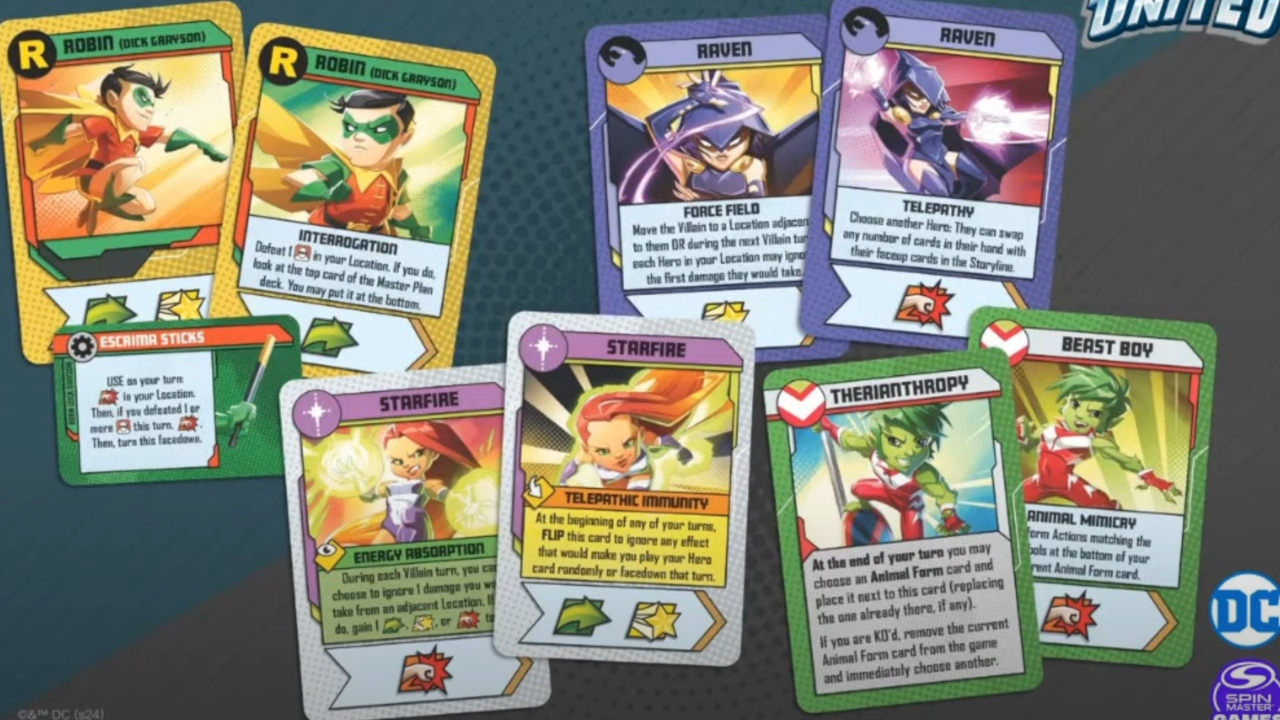 UNITED
R
ROBIN (DICK GRAYSON)
R
ROBIN (DICK GRAYSON)
INTERROGATION
Defeat 1 in your Location. If you do,
look at the top card of the Master Plan
deck. You may put it at the bottom.
ESCRIMA STICKS
USE on your turn:
in your Location.
Then, if you defeated 1 or
more this turn,
Then, turn this facedown.
RAVEN
FORCE FIELD
Move the Villain to a Location adjacen
to them OR during the next Villain tur
each Hero in your Location may igno
the first damage they would take.
RAVEN
TELEPATHY
Choose another Hero: They can swap
any number of cards in their hand with
their faceup cards in the Storyline.
STARFIRE
ENERGY ABSORPTION
During each Villain turn, you can
choose to ignore 1 damage you wo
take from an adjacent Location. If
do, gain 1 , , or to
STARFIRE
TELEPATHIC IMMUNITY
At the beginning of any of your turns,
FLIP this card to ignore any effect
that would make you play your Hero
card randomly or facedown that turn.
THERIANTHROPY
At the end of your turn you may
choose an Animal Form card and
place it next to this card (replacing
the one already there, if any).
If you are KO'd, remove the current
Animal Form card from the game
and immediately choose another.
BEAST BOY
ANIMAL MIMICRY
orm Actions matching the
ols at the bottom of your
rent Animal Form card.
DC
SPIN
MASTER
©&™ DC (s24)